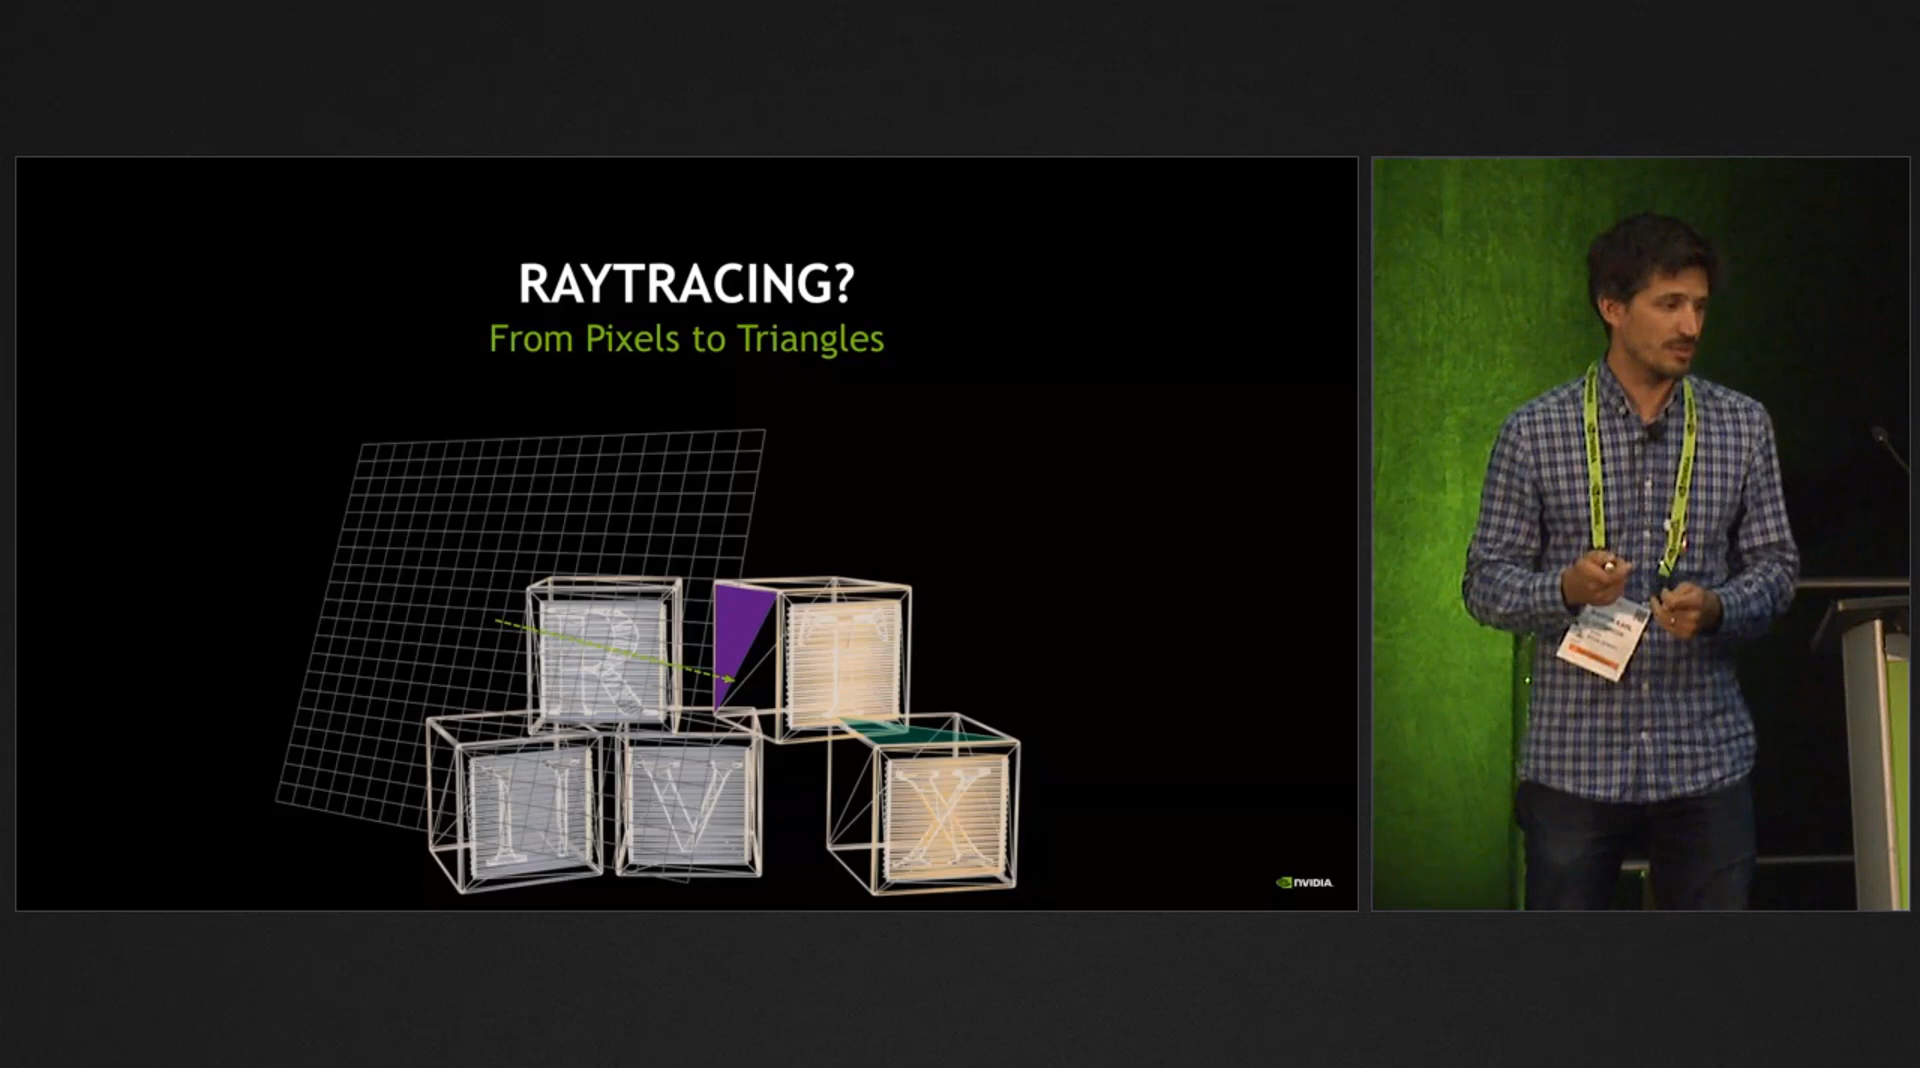 RAYTRACING?
From Pixels to Triangles
R T
N V X
NVIDIA